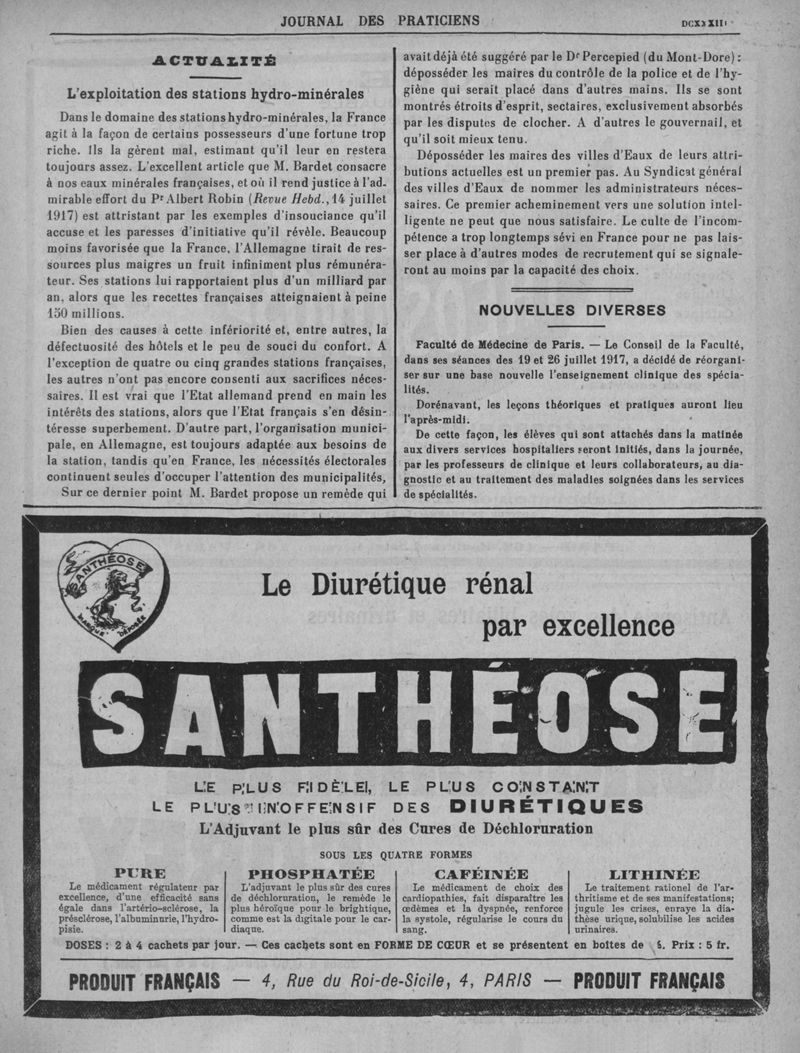 JOURNAL DES PRATICIENS
ACTUALITÉ
L'exploitation des stations hydro-minérales
Dans le domaine des stations hydro-minérales, la France
agit à la façon de certains possesseurs d'une fortune trop
riche. Ils la gèrent mal, estimant qu'il leur en restera
toujours assez. L'excellent article que M. Bardet consacre
à nos eaux minérales françaises, et où il rend justice à l'ad-
mirable effort du Pr Albert Robin (Revue Hebd., 14 juillet
1917) est attristant par les exemples d'insouciance qu'il
accuse et les paresses d'initiative qu'il révèle. Beaucoup
moins favorisée que la France, l'Allemagne tirait de res-
sources plus maigres un fruit infiniment plus rémunéra-
teur. Ses stations lui rapportaient plus d'un milliard par
an, alors que les recettes françaises atteignaient à peine
150 millions.
Bien des causes à cette infériorité et, entre autres, la
défectuosité des hôtels et le peu de souci du confort. A
l'exception de quatre ou cinq grandes stations françaises,
les autres n'ont pas encore consenti aux sacrifices néces-
saires. Il est vrai que l'Etat allemand prend en main les
intérêts des stations, alors que l'Etat français s'en désin-
téresse superbement. D'autre part, l'organisation munici-
pale, en Allemagne, est toujours adaptée aux besoins de
la station, tandis qu'en France, les nécessités électorales
continuent seules d'occuper l'attention des municipalités,
Sur ce dernier point M. Bardet propose un remède qui
avait déjà été suggéré par le Dr Percepied (du Mont-Dore) :
déposséder les maires du contrôle de la police et de l'hy-
giène qui serait placé dans d'autres mains. Ils se sont
montrés étroits d'esprit, sectaires, exclusivement absorbés
par les disputes de clocher. A d'autres le gouvernail, et
qu'il soit mieux tenu.
Déposséder les maires des villes d'Eaux de leurs attri-
butions actuelles est un premier pas. Au Syndicat général
des villes d'Eaux de nommer les administrateurs néces-
saires. Ce premier acheminement vers une solution intel-
ligente ne peut que nous satisfaire. Le culte de l'incom-
pétence a trop longtemps sévi en France pour ne pas lais-
ser place à d'autres modes de recrutement qui se signale-
ront au moins par la capacité des choix.
NOUVELLES DIVERSES
Faculté de Médecine de Paris. — Le Conseil de la Faculté,
dans ses séances des 19 et 26 juillet 1917, a décidé de réorgani-
ser sur une base nouvelle l'enseignement clinique des spécia-
lités.
Dorénavant, les leçons théoriques et pratiques auront lieu
l'après-midi.
De cette façon, les élèves qui sont attachés dans la matinée
aux divers services hospitaliers seront initiés, dans la journée,
par les professeurs de clinique et leurs collaborateurs, au dia-
gnostic et au traitement des maladies soignées dans les services
de spécialités.
SANTHÉOSE
MARQUE DÉPOSÉE
Le Diurétique rénal
par excellence
SANTHÉOSE
LE PLUS FIDÈLE, LE PLUS CONSTANT
LE PLUS INOFFENSIF DES DIURÉTIQUES
L'Adjuvant le plus sûr des Cures de Déchloruration
SOUS LES QUATRE FORMES
PURE
Le médicament régulateur par
excellence, d'une efficacité sans
égale dans l'artério-sclérose, la
présclérose, l'albuminurie, l'hydro-
pisie.
PHOSPHATÉE
L'adjuvant le plus sûr des cures
de déchloruration, le remède le
plus héroïque pour le brightique,
comme est la digitale pour le car-
diaque.
CAFÉINÉE
Le médicament de choix des
cardiopathies, fait disparaître les
œdèmes et la dyspnée, renforce
la systole, régularise le cours du
sang.
LITHINÉE
Le traitement rationel de l'ar-
thritisme et de ses manifestations;
jugule les crises, enraye la dia-
thèse urique, solubilise les acides
urinaires.
DOSES : 2 à 4 cachets par jour. — Ces cachets sont en FORME DE CŒUR et se présentent en boîtes de Prix : 5 fr.
PRODUIT FRANÇAIS — 4, Rue du Roi-de-Sicile, 4, PARIS — PRODUIT FRANÇAIS